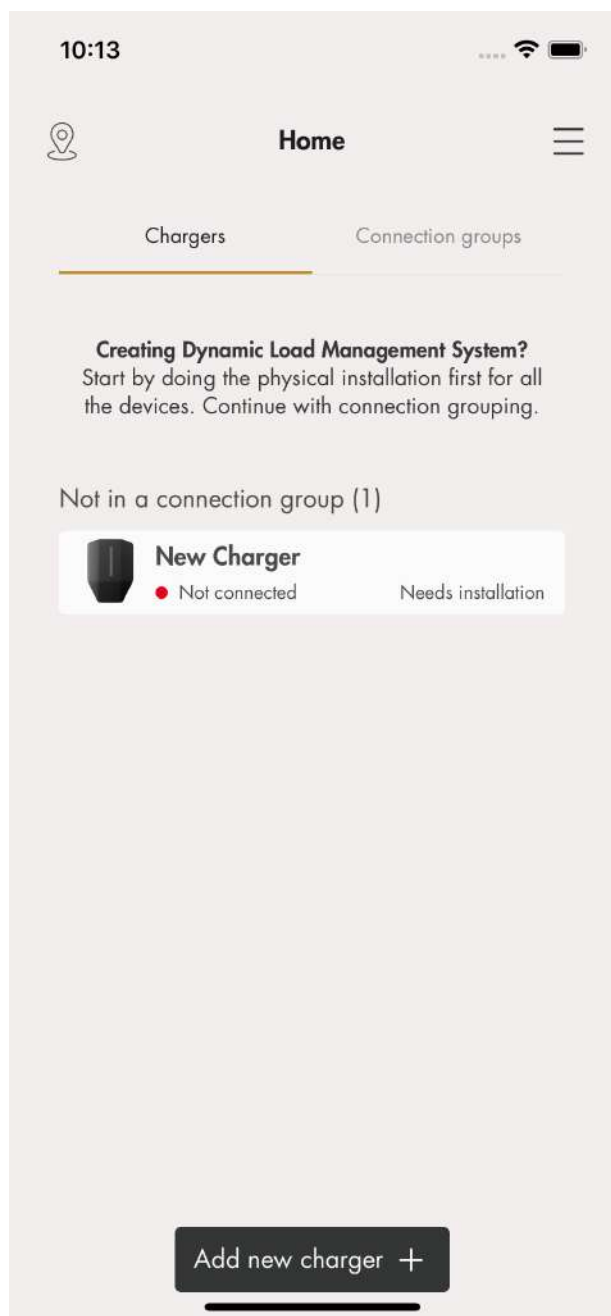 10:13
Home
Chargers
Connection groups
Creating Dynamic Load Management System?
Start by doing the physical installation first for all
the devices. Continue with connection grouping.
Not in a connection group (1)
New Charger
Not connected
Needs installation
Add new charger +